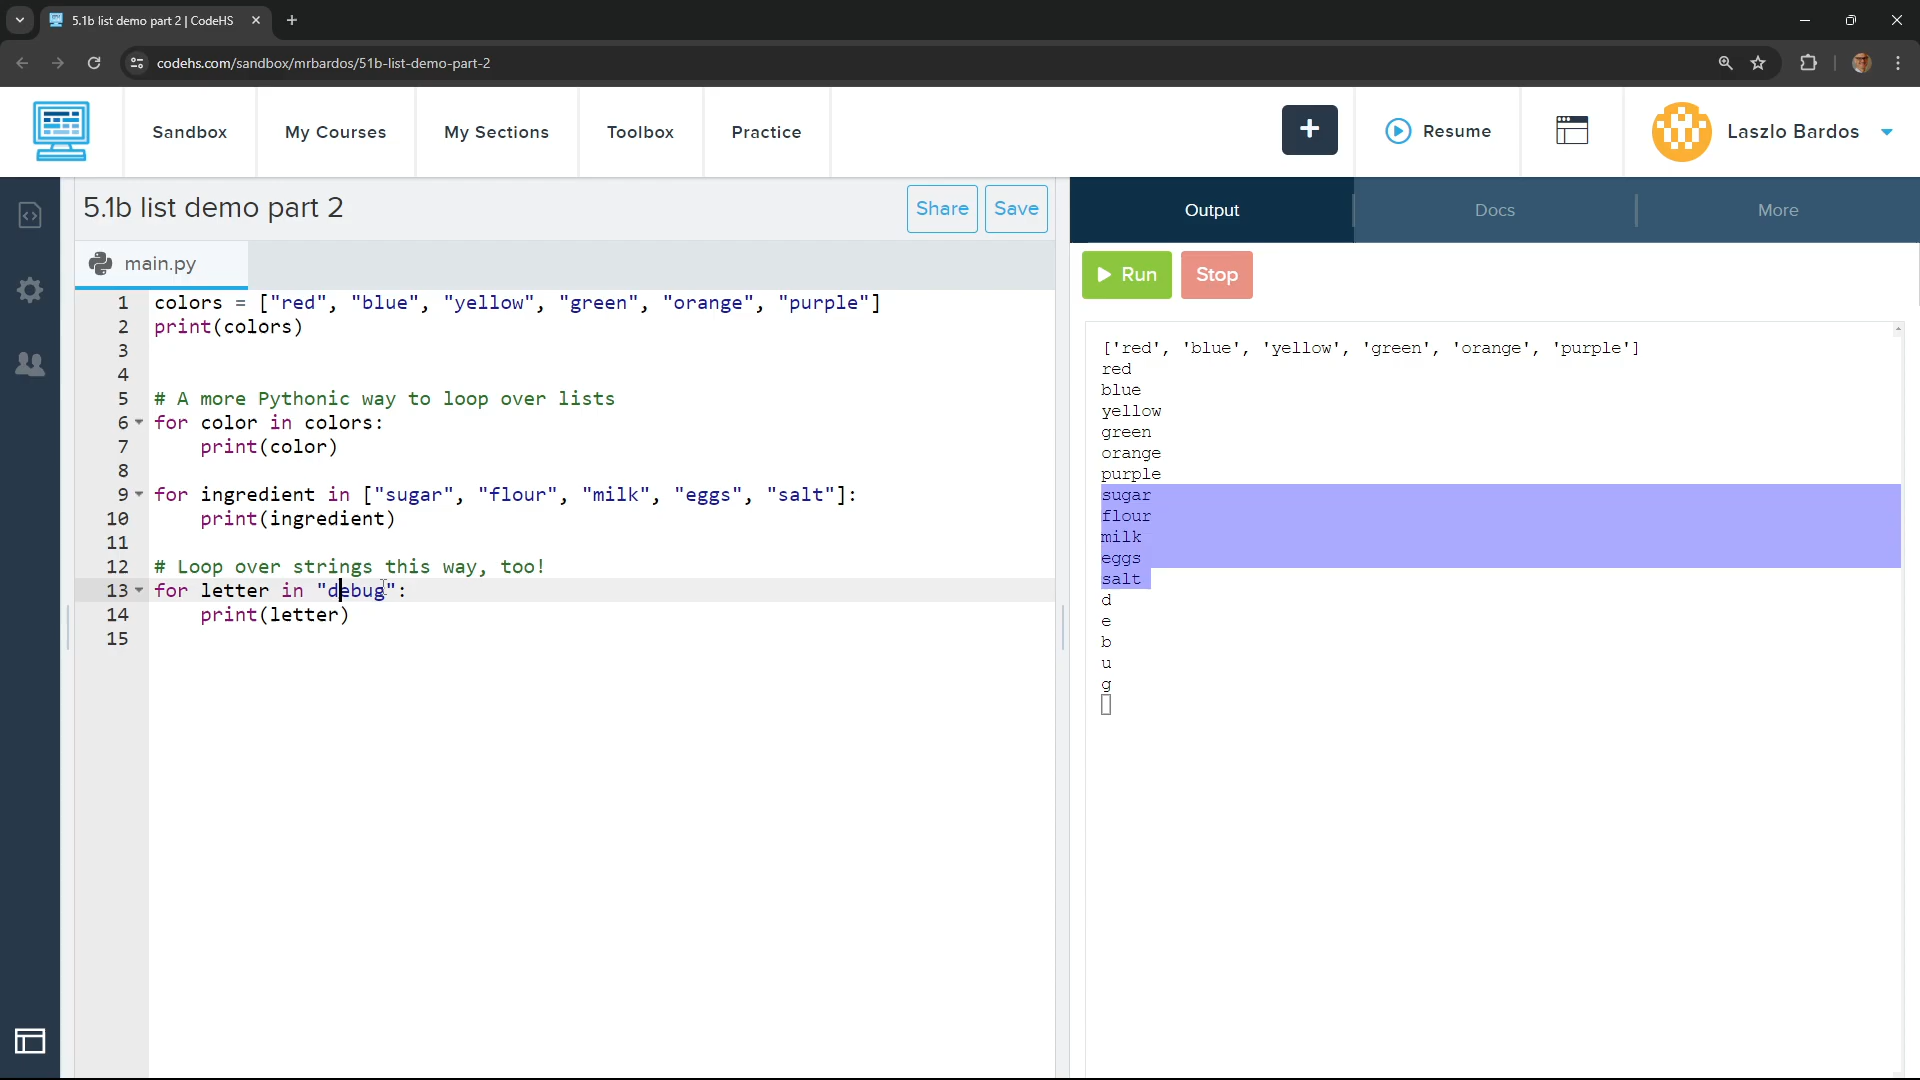 5.1b list demo part 2 | CodeHS
codehs.com/sandbox/mrbardos/51b-list-demo-part-2
Sandbox
My Courses
My Sections
Toolbox
Practice
+
Resume
Laszlo Bardos
5.1b list demo part 2
Share
Save
main.py
1 colors = ["red", "blue", "yellow", "green", "orange", "purple"]
2 print(colors)
3
4
5 # A more Pythonic way to loop over lists
6 for color in colors:
7     print(color)
8
9 for ingredient in ["sugar", "flour", "milk", "eggs", "salt"]:
10     print(ingredient)
11
12 # Loop over strings this way, too!
13 for letter in "debug":
14     print(letter)
15
Output
Docs
More
Run
Stop
['red', 'blue', 'yellow', 'green', 'orange', 'purple']
red
blue
yellow
green
orange
purple
sugar
flour
milk
eggs
salt
d
e
b
u
g